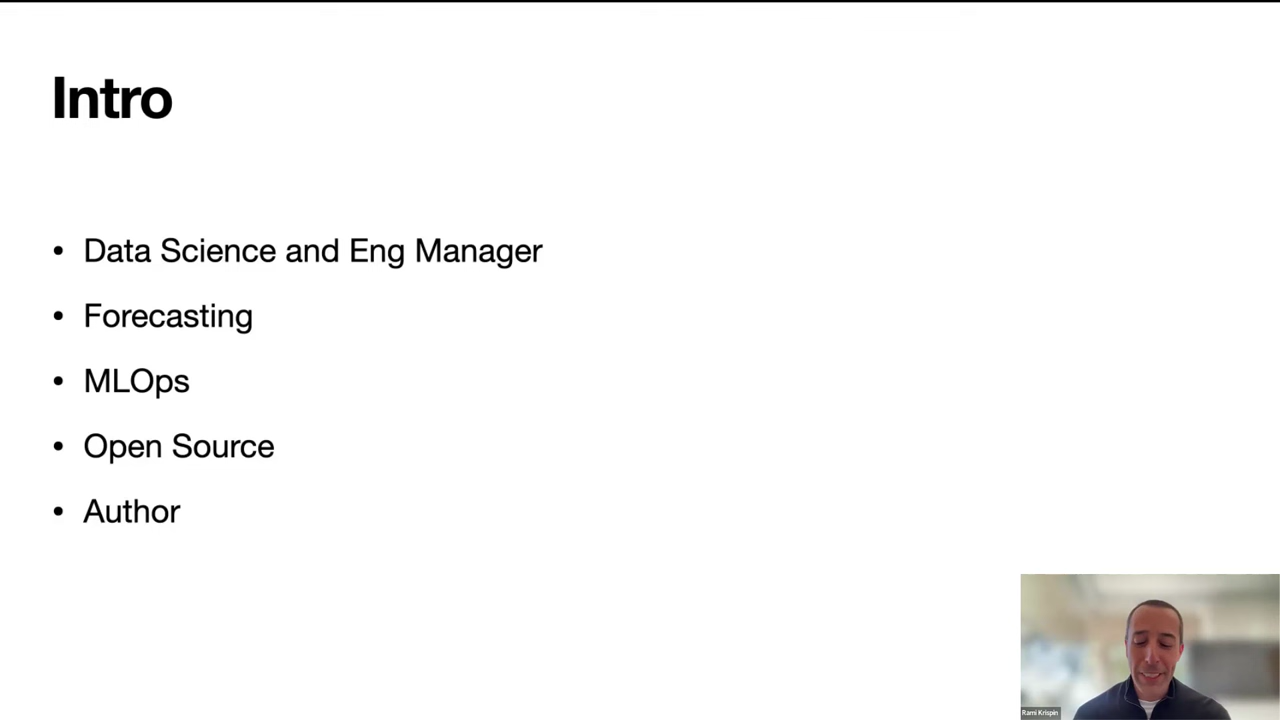 Intro
• Data Science and Eng Manager
• Forecasting
• MLOps
• Open Source
• Author
Rami Krispin